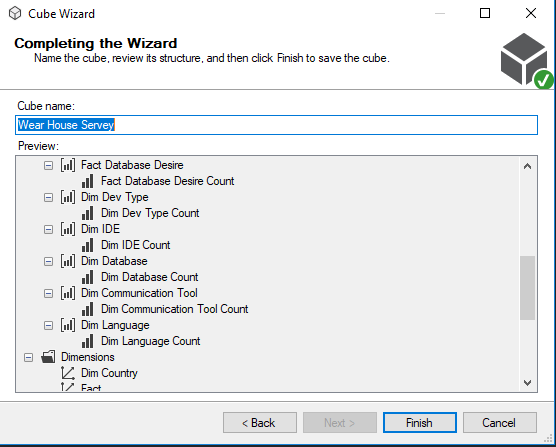 Cube Wizard
Completing the Wizard
Name the cube, review its structure, and then click Finish to save the cube.
Cube name:
Wear House Servey
Preview:
Fact Database Desire
Fact Database Desire Count
Dim Dev Type
Dim Dev Type Count
Dim IDE
Dim IDE Count
Dim Database
Dim Database Count
Dim Communication Tool
Dim Communication Tool Count
Dim Language
Dim Language Count
Dimensions
Dim Country
Fact
< Back Next > Finish Cancel